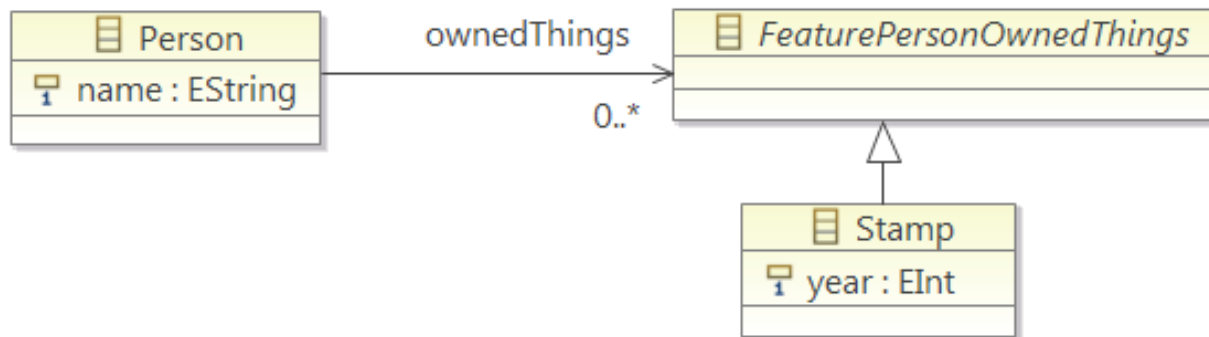 Person
name : EString
ownedThings
0..*
FeaturePersonOwnedThings
Stamp
year : EInt